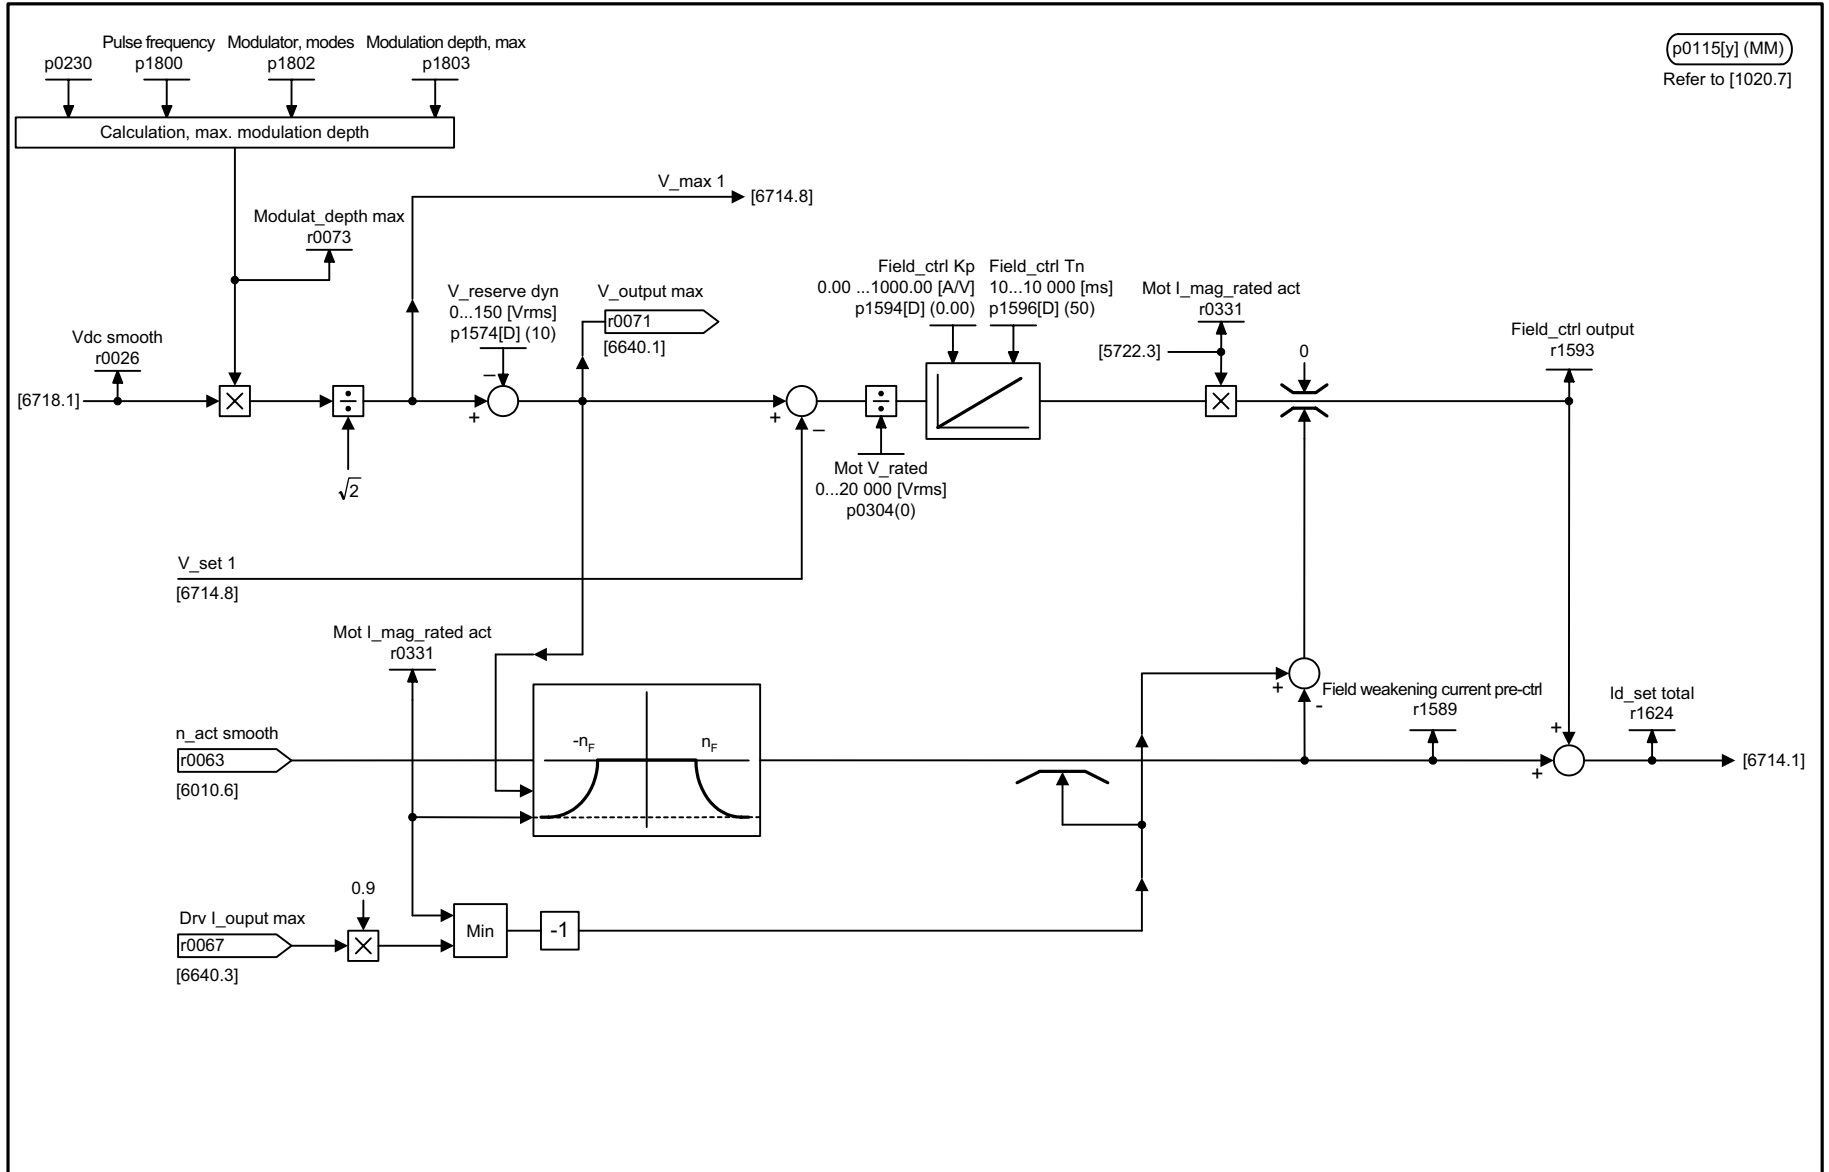 Pulse frequency
Modulator, modes
Modulation depth, max
p0230
p1800
p1802
p1803
p0115[y] (MM)
Refer to [1020.7]
Calculation, max. modulation depth
V_max 1
[6714.8]
Modulat_depth max
r0073
Field_ctrl Kp
0.00 ...1000.00 [A/V]
p1594[D] (0.00)
Field_ctrl Tn
10...10 000 [ms]
p1596[D] (50)
V_reserve dyn
0...150 [Vrms]
p1574[D] (10)
V_output max
r0071
[6640.1]
Mot I_mag_rated act
r0331
[5722.3]
Field_ctrl output
r1593
Vdc smooth
r0026
0
[6718.1]
×
÷
–
+
+
–
÷
×
√2
Mot V_rated
0...20 000 [Vrms]
p0304(0)
V_set 1
[6714.8]
Mot I_mag_rated act
r0331
+
-
Field weakening current pre-ctrl
r1589
Id_set total
r1624
n_act smooth
r0063
[6010.6]
-nF
nF
+
+
[6714.1]
0.9
Drv I_ouput max
r0067
[6640.3]
×
Min
-1